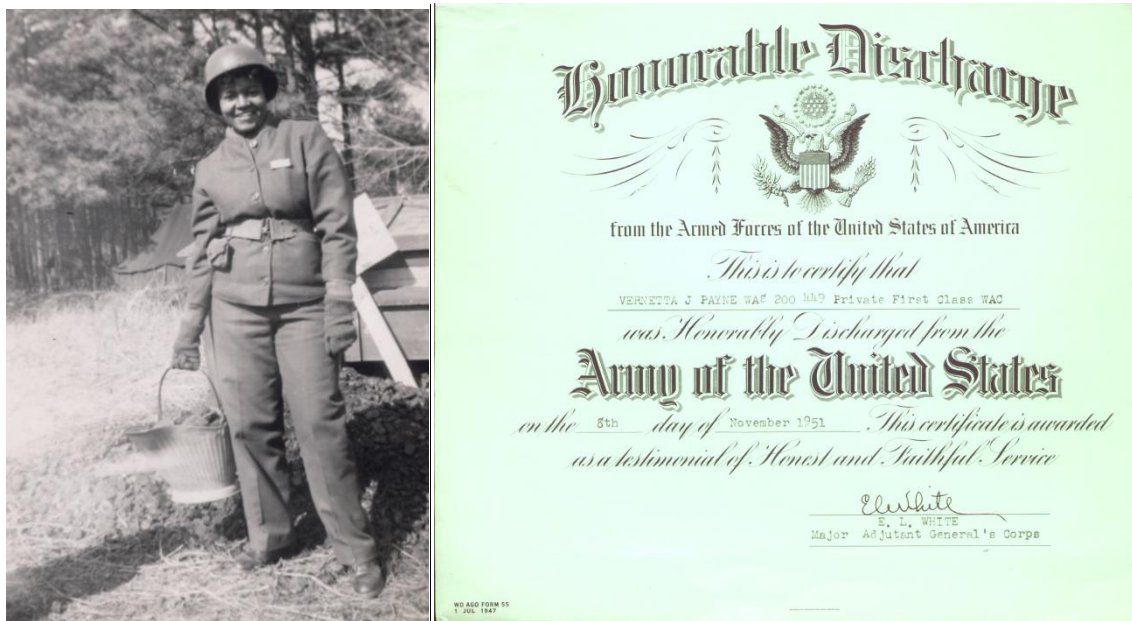 Honorable Discharge
from the Armed Forces of the United States of America
This is to certify that
VERNETTA J PAYNE WAC 200 449 Private First Class WAC
was Honorably Discharged from the
Army of the United States
on the 8th day of November 1951 This certificate is awarded
as a testimonial of Honest and Faithful Service
E L White
E. L. WHITE
Major Adjutant General's Corps
WD AGO FORM 55
1 JUL 1947